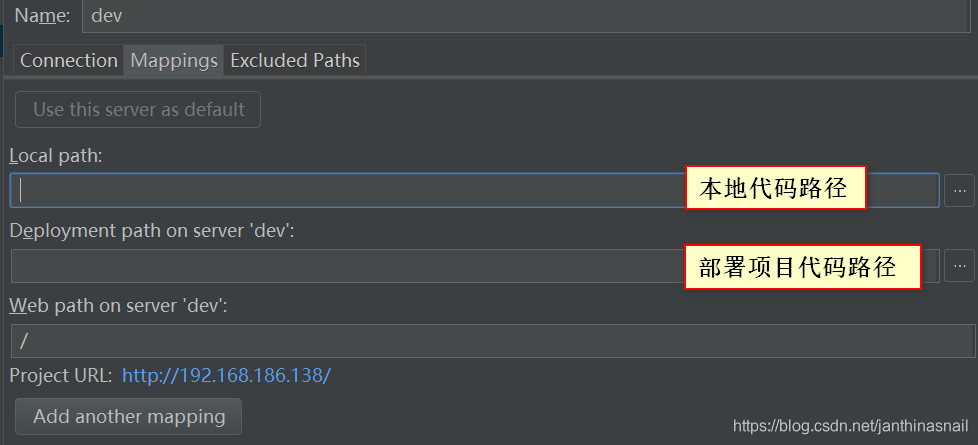 Name: dev
Connection Mappings Excluded Paths
Use this server as default
Local path:
本地代码路径
...
Deployment path on server 'dev':
部署项目代码路径
...
Web path on server 'dev':
/
Project URL: http://192.168.186.138/
Add another mapping
https://blog.csdn.net/janthinasnail